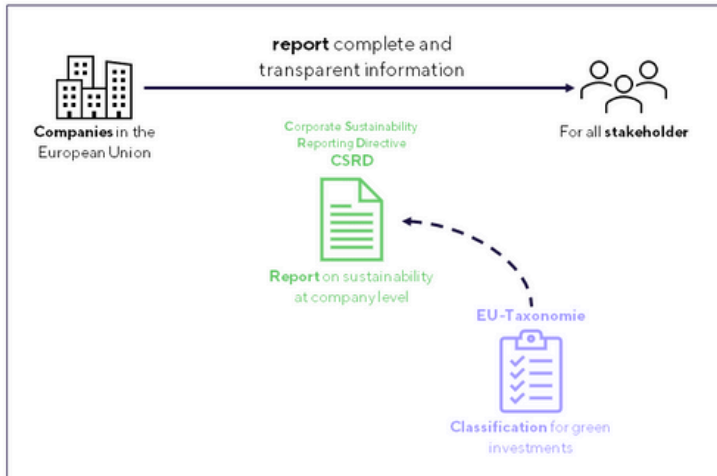 report complete and
transparent information
Companies in the
European Union
For all stakeholder
Corporate Sustainability
Reporting Directive
CSRD
Report on sustainability
at company level
EU-Taxonomie
Classification for green
investments